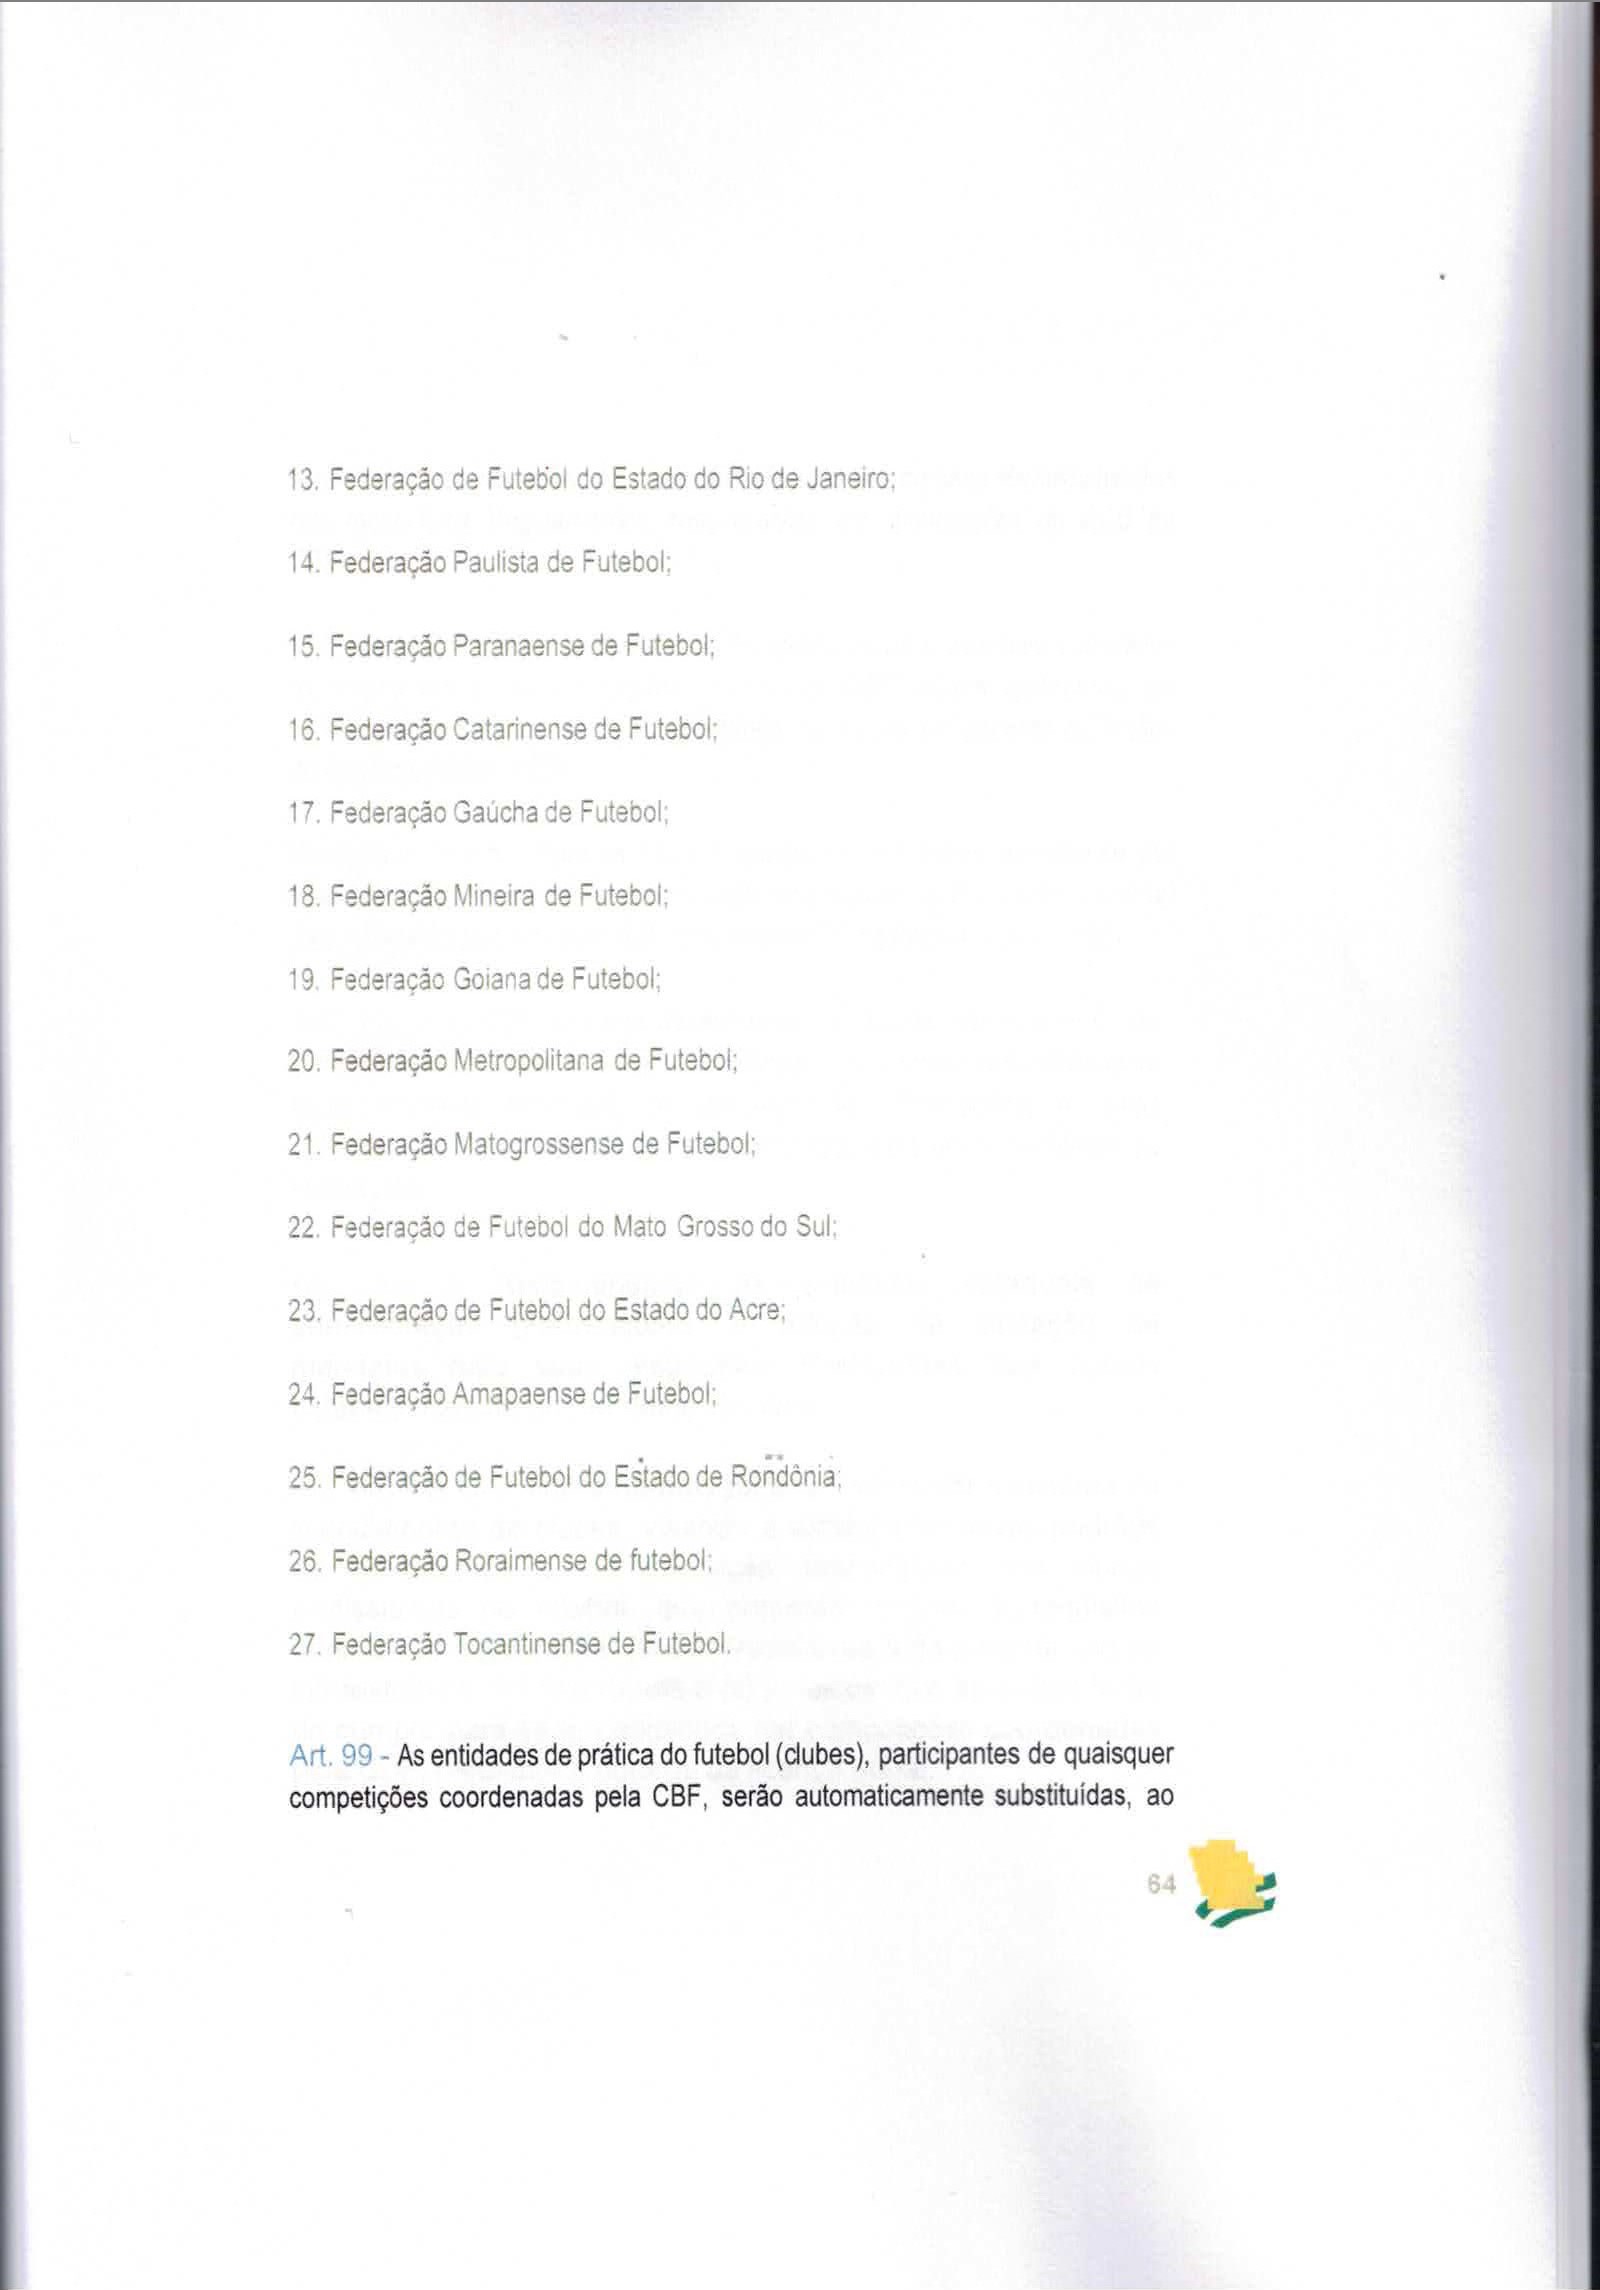 13. Federação de Futebol do Estado do Rio de Janeiro;
14. Federação Paulista de Futebol;
15. Federação Paranaense de Futebol;
16. Federação Catarinense de Futebol;
17. Federação Gaúcha de Futebol;
18. Federação Mineira de Futebol;
19. Federação Goiana de Futebol;
20. Federação Metropolitana de Futebol;
21. Federação Matogrossense de Futebol;
22. Federação de Futebol do Mato Grosso do Sul;
23. Federação de Futebol do Estado do Acre;
24. Federação Amapaense de Futebol;
25. Federação de Futebol do Estado de Rondônia;
26. Federação Roraimense de futebol;
27. Federação Tocantinense de Futebol.
Art. 99 - As entidades de prática do futebol (clubes), participantes de quaisquer
competições coordenadas pela CBF, serão automaticamente substituídas, ao
64